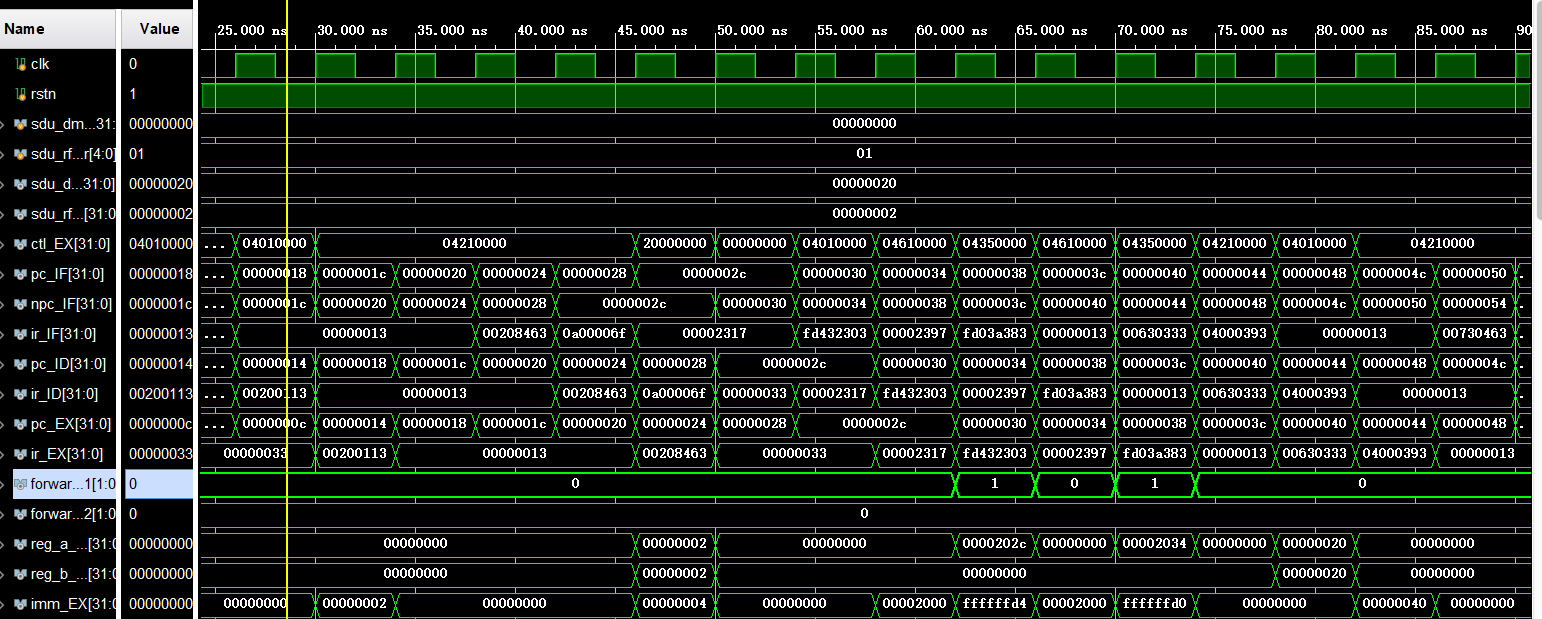 Name Value 25.000 ns 30.000 ns 35.000 ns 40.000 ns 45.000 ns 50.000 ns 55.000 ns 60.000 ns 65.000 ns 70.000 ns 75.000 ns 80.000 ns 85.000 ns 90
clk 0
rstn 1
sdu_dm...31: 00000000 00000000
sdu_rf...r[4:0] 01 01
sdu_d...31:0] 00000020 00000020
sdu_rf...[31:0 00000002 00000002
ctl_EX[31:0] 04010000 ... 04010000 04210000 20000000 00000000 04010000 04610000 04350000 04610000 04350000 04210000 04010000 04210000
pc_IF[31:0] 00000018 ... 00000018 0000001c 00000020 00000024 00000028 0000002c 00000030 00000034 00000038 0000003c 00000040 00000044 00000048 0000004c 00000050 .
npc_IF[31:0] 0000001c ... 0000001c 00000020 00000024 00000028 0000002c 00000030 00000034 00000038 0000003c 00000040 00000044 00000048 0000004c 00000050 00000054 .
ir_IF[31:0] 00000013 ... 00000013 00208463 0a00006f 00002317 fd432303 00002397 fd03a383 00000013 00630333 04000393 00000013 00730463
pc_ID[31:0] 00000014 ... 00000014 00000018 0000001c 00000020 00000024 00000028 0000002c 00000030 00000034 00000038 0000003c 00000040 00000044 00000048 0000004c .
ir_ID[31:0] 00200113 ... 00200113 00000013 00208463 0a00006f 00000033 00002317 fd432303 00002397 fd03a383 00000013 00630333 04000393 00000013 .
pc_EX[31:0] 0000000c ... 0000000c 00000014 00000018 0000001c 00000020 00000024 00000028 0000002c 00000030 00000034 00000038 0000003c 00000040 00000044 00000048 .
ir_EX[31:0] 00000033 00000033 00200113 00000013 00208463 00000033 00002317 fd432303 00002397 fd03a383 00000013 00630333 04000393 00000013
forwar...1[1:0 0 0 1 0 1 0
forwar...2[1:0 0 0
reg_a_...[31:0 00000000 00000000 00000002 00000000 0000202c 00000000 00002034 00000000 00000020 00000000
reg_b_...[31:0 00000000 00000000 00000002 00000000 00000020 00000000
imm_EX[31:0 00000000 00000000 00000002 00000000 00000004 00000000 00002000 ffffffd4 00002000 ffffffd0 00000000 00000040 00000000